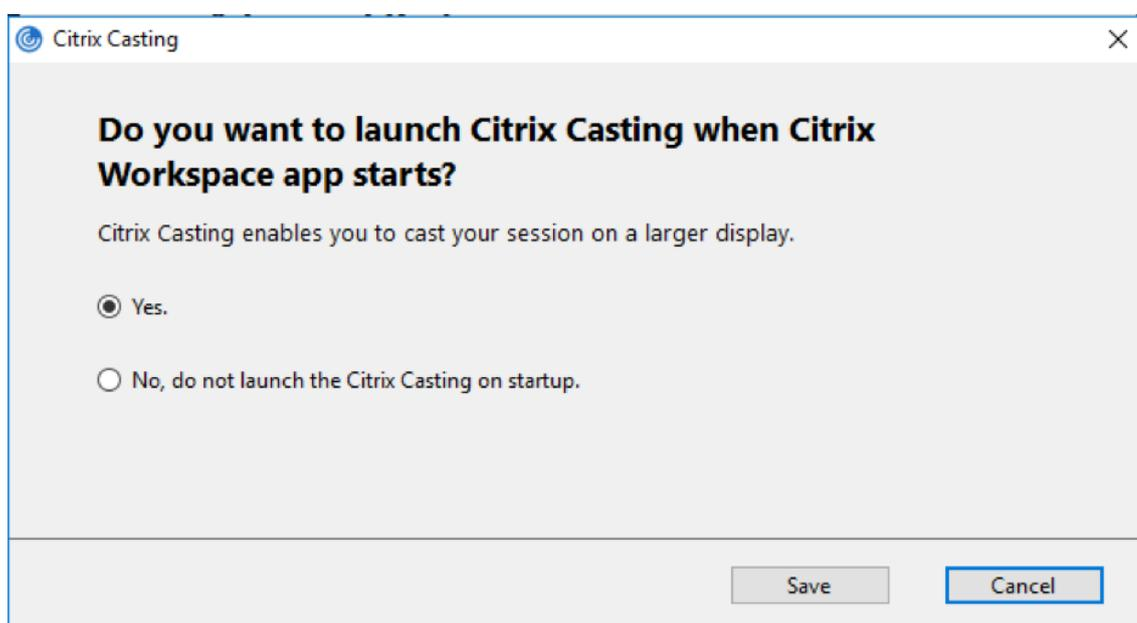 Citrix Casting
Do you want to launch Citrix Casting when Citrix
Workspace app starts?
Citrix Casting enables you to cast your session on a larger display.
Yes.
No, do not launch the Citrix Casting on startup.
Save
Cancel